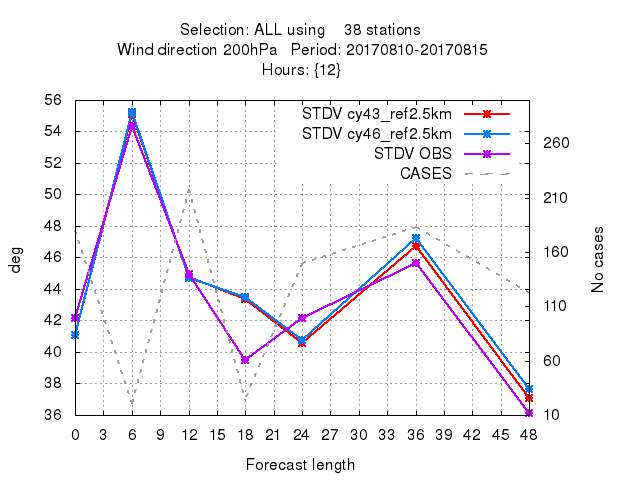 Selection: ALL using    38 stations
Wind direction 200hPa   Period: 20170810-20170815
Hours: {12}
56
54
52
50
48
46
44
42
40
38
36
deg
STDV cy43_ref2.5km
STDV cy46_ref2.5km
STDV OBS
CASES
260
210
160
110
60
10
No cases
0 3 6 9 12 15 18 21 24 27 30 33 36 39 42 45 48
Forecast length